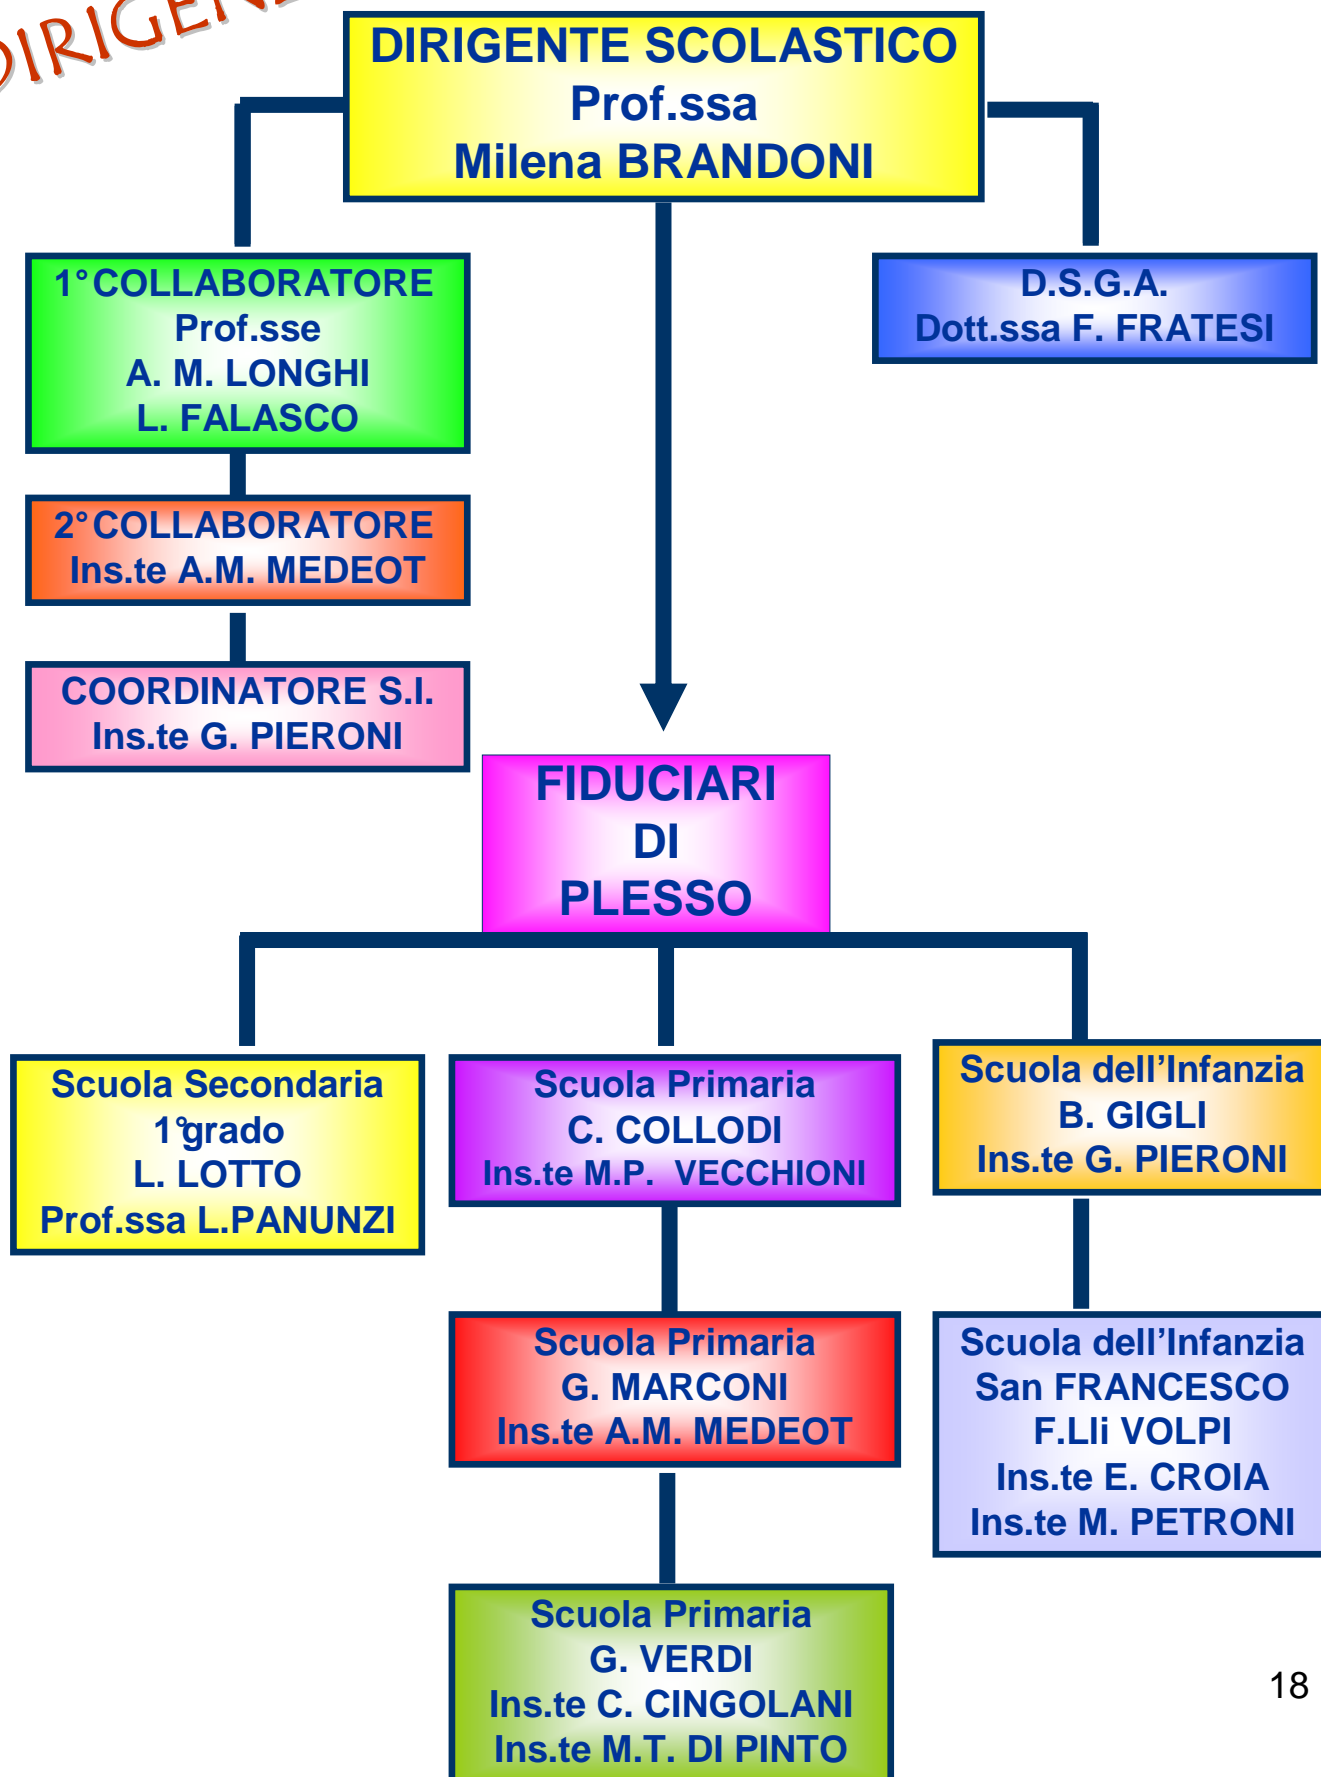 DIRIGENTE SCOLASTICO
Prof.ssa
Milena BRANDONI
1°COLLABORATORE
Prof.sse
A. M. LONGHI
L. FALASCO
D.S.G.A.
Dott.ssa F. FRATESI
2°COLLABORATORE
Ins.te A.M. MEDEOT
COORDINATORE S.I.
Ins.te G. PIERONI
FIDUCIARI
DI
PLESSO
Scuola Secondaria
1°grado
L. LOTTO
Prof.ssa L.PANUNZI
Scuola Primaria
C. COLLODI
Ins.te M.P. VECCHIONI
Scuola dell’Infanzia
B. GIGLI
Ins.te G. PIERONI
Scuola Primaria
G. MARCONI
Ins.te A.M. MEDEOT
Scuola dell’Infanzia
San FRANCESCO
F.Lli VOLPI
Ins.te E. CROIA
Ins.te M. PETRONI
Scuola Primaria
G. VERDI
Ins.te C. CINGOLANI
Ins.te M.T. DI PINTO
18